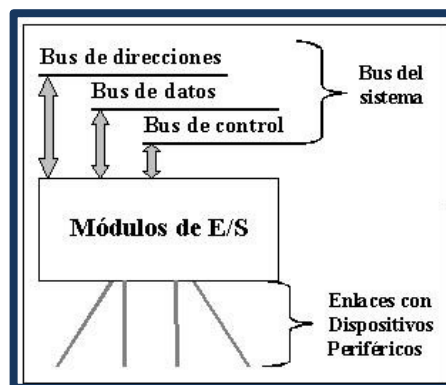 Bus de direcciones
Bus de datos
Bus de control
Bus del
sistema
Módulos de E/S
Enlaces con
Dispositivos
Periféricos